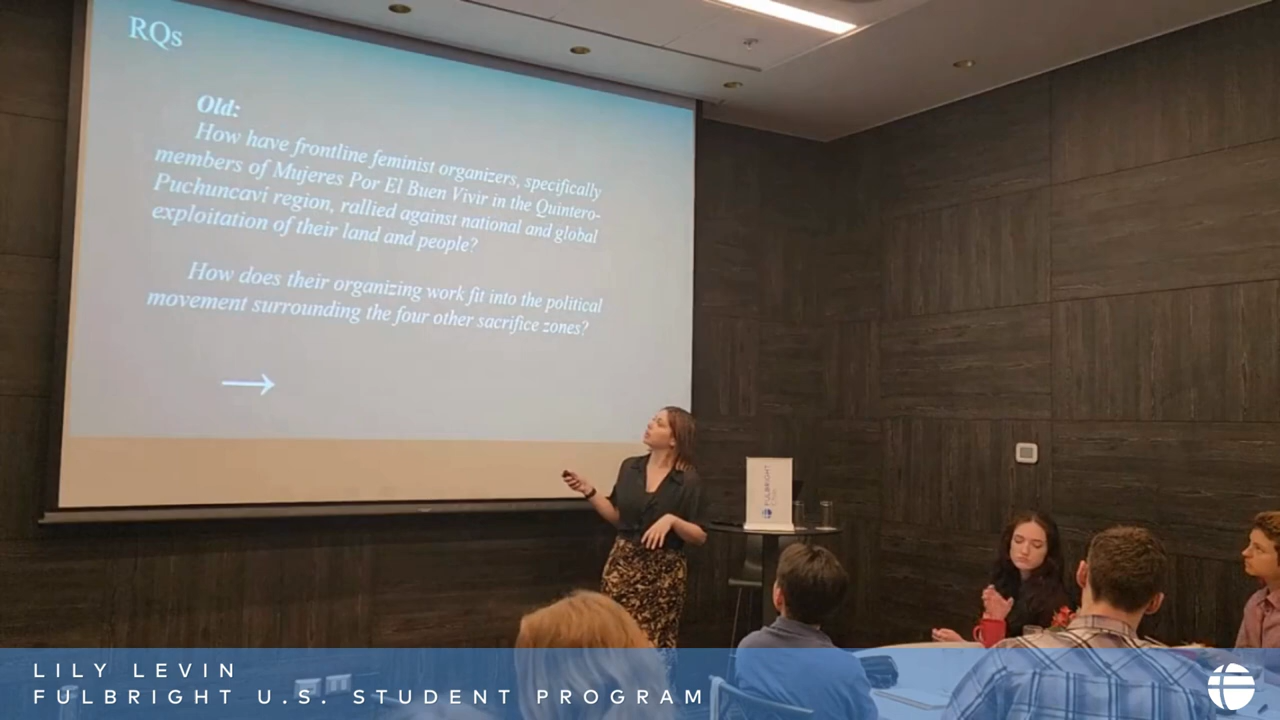 RQs
Old:
How have frontline feminist organizers, specifically
members of Mujeres Por El Buen Vivir in the Quintero-
Puchuncaví region, rallied against national and global
exploitation of their land and people?
How does their organizing work fit into the political
movement surrounding the four other sacrifice zones?
→
FULBRIGHT
LILY LEVIN
FULBRIGHT U.S. STUDENT PROGRAM